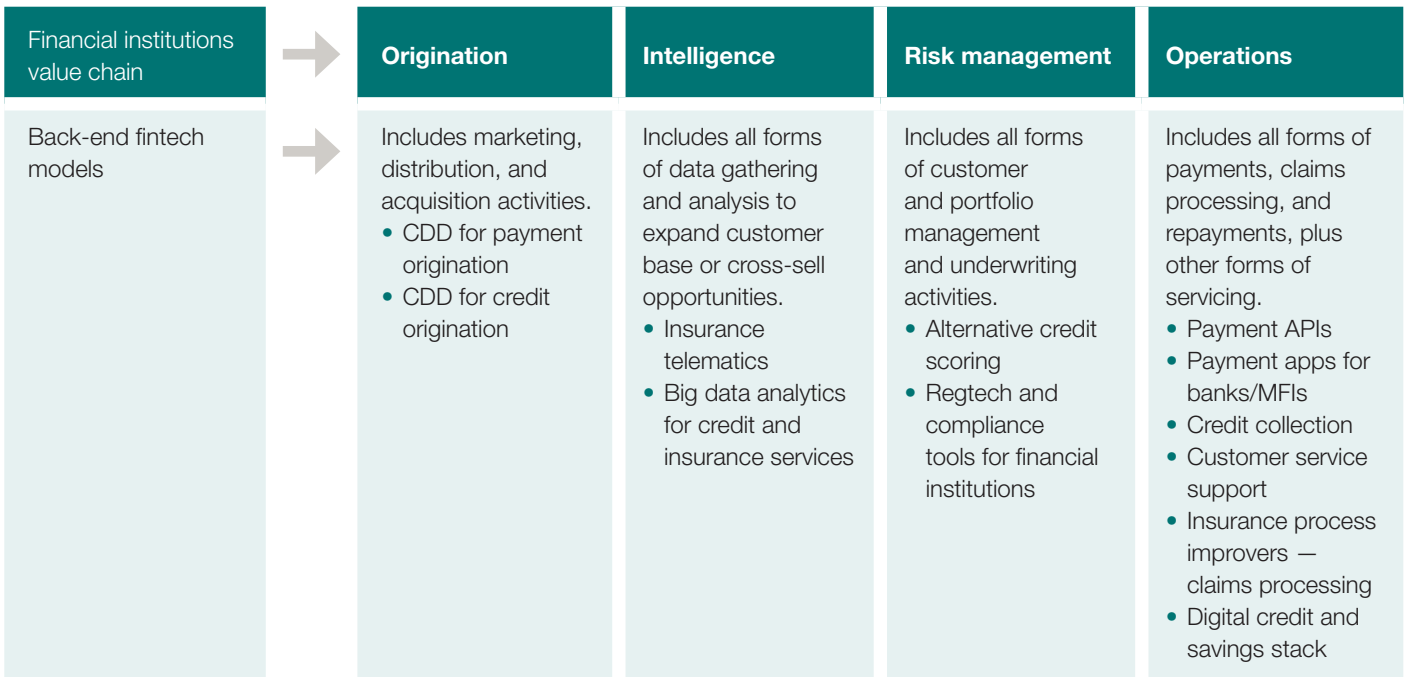 Financial institutions
value chain
Origination
Intelligence
Risk management
Operations
Back-end fintech
models
Includes marketing,
distribution, and
acquisition activities.
• CDD for payment
origination
• CDD for credit
origination
Includes all forms
of data gathering
and analysis to
expand customer
base or cross-sell
opportunities.
• Insurance
telematics
• Big data analytics
for credit and
insurance services
Includes all forms
of customer
and portfolio
management
and underwriting
activities.
• Alternative credit
scoring
• Regtech and
compliance
tools for financial
institutions
Includes all forms of
payments, claims
processing, and
repayments, plus
other forms of
servicing.
• Payment APIs
• Payment apps for
banks/MFIs
• Credit collection
• Customer service
support
• Insurance process
improvers —
claims processing
• Digital credit and
savings stack